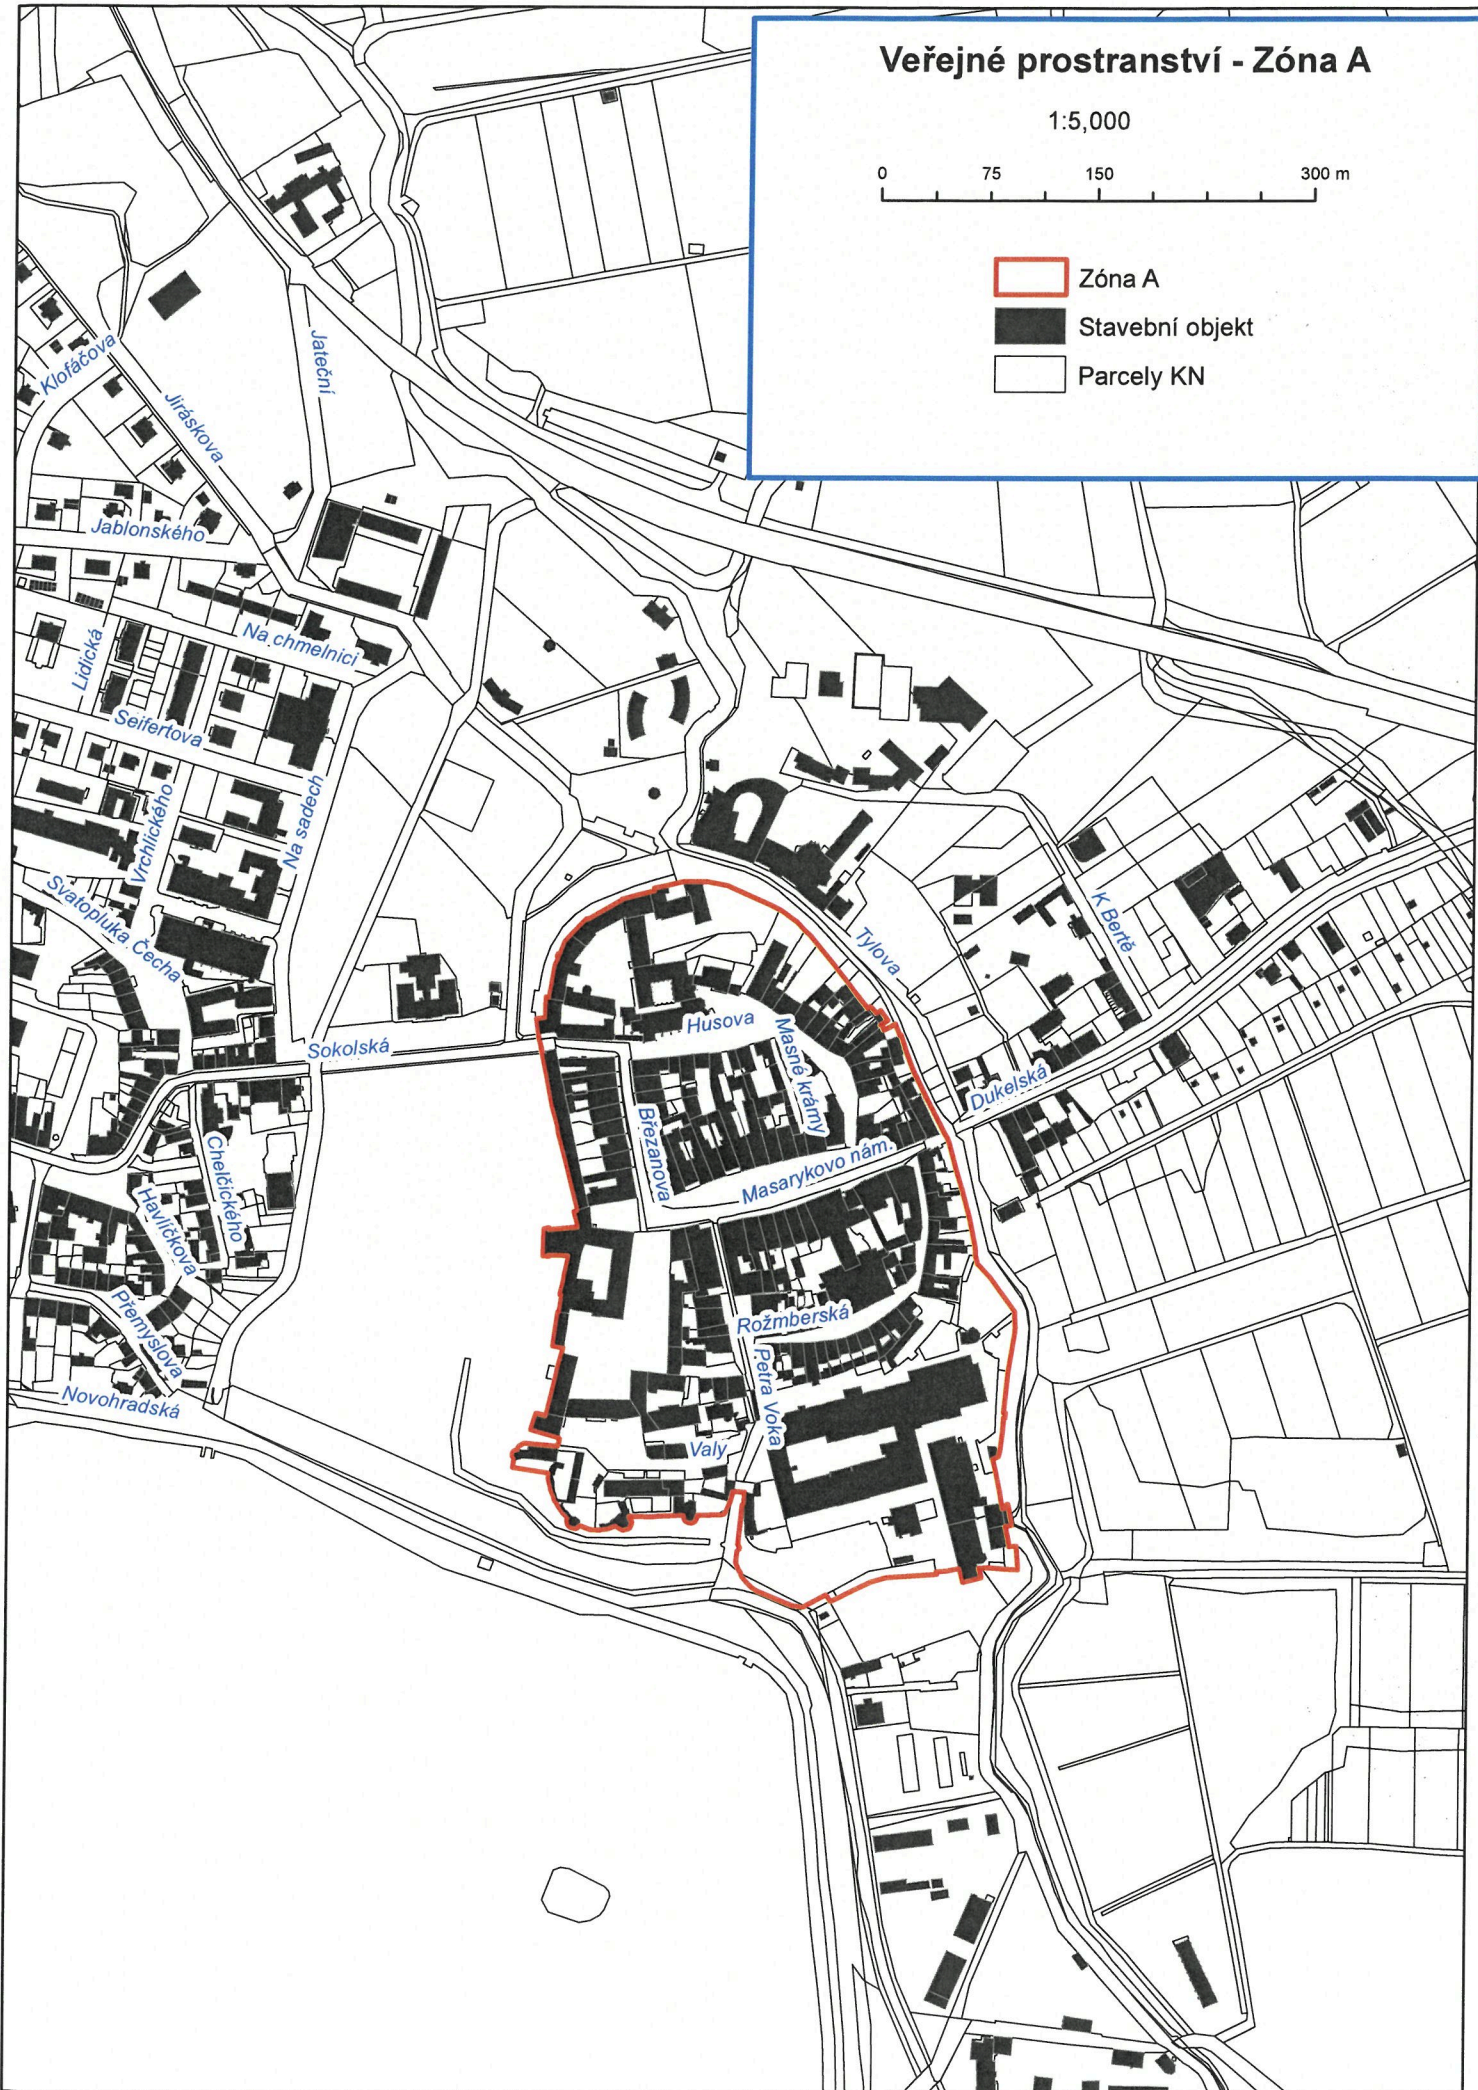 Veřejné prostranství - Zóna A
1:5,000
0 75 150 300 m
Zóna A
Stavební objekt
Parcely KN
Klofáčova
Jateční
Jiráskova
Jablonského
Na chmelnici
Lidická
Seifertova
Na sadech
Vrchlického
Svatopluka Čecha
Tylova
K Bertě
Husova
Masné krámy
Sokolská
Dukelská
Březanova
Chelčického
Masarykovo nám.
Havlíčkova
Přemyslova
Rožmberská
Petra Voka
Novohradská
Valy